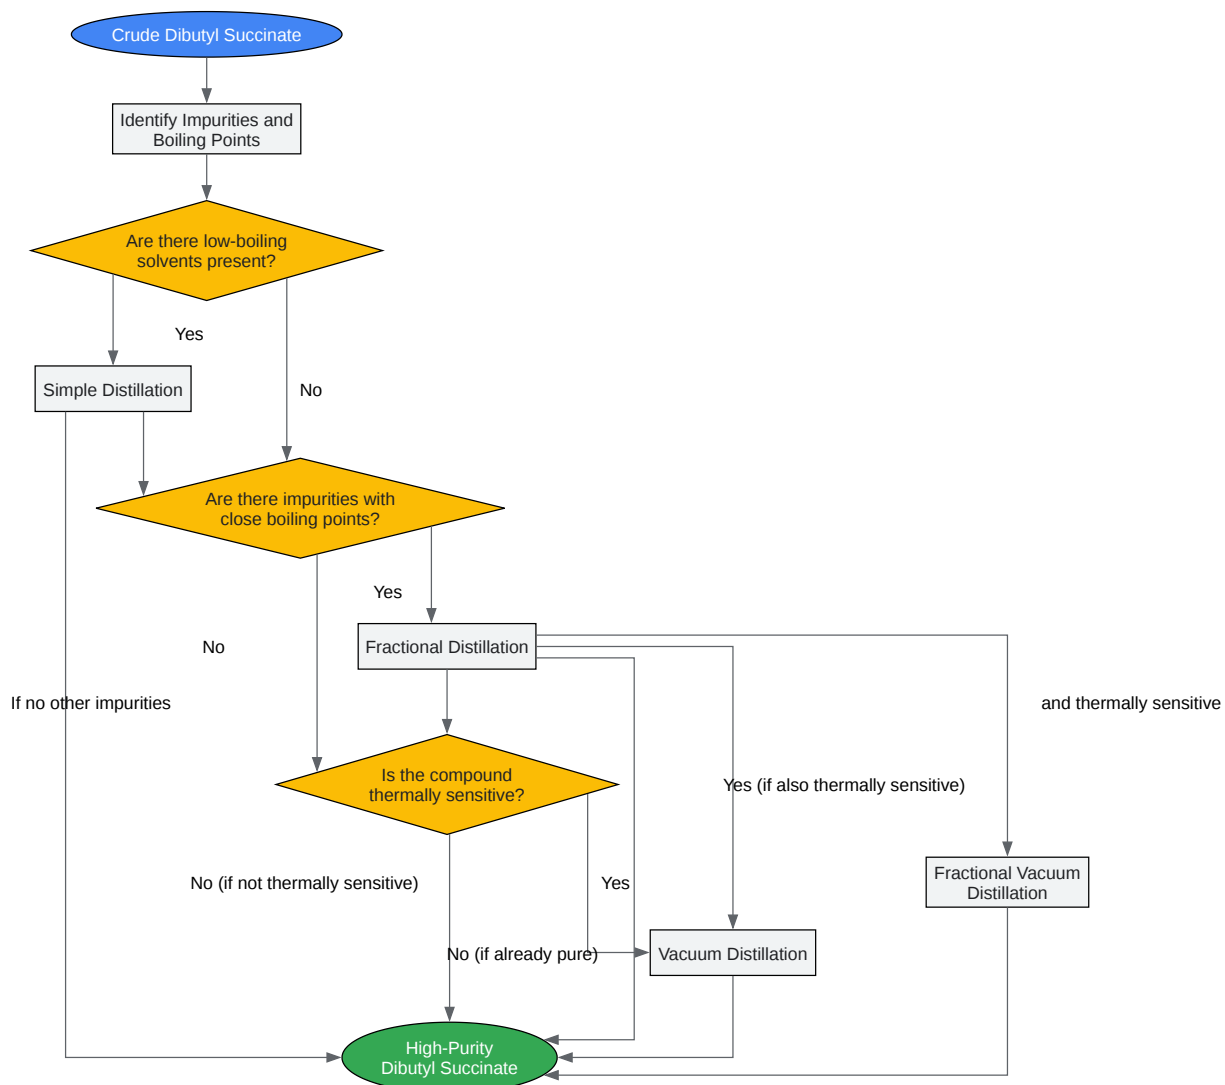 Crude Dibutyl Succinate
Identify Impurities and
Boiling Points
Are there low-boiling
solvents present?
Yes
Simple Distillation
No
Are there impurities with
close boiling points?
Yes
No
Fractional Distillation
If no other impurities
and thermally sensitive
Is the compound
thermally sensitive?
Yes (if also thermally sensitive)
No (if not thermally sensitive)
Yes
Fractional Vacuum
Distillation
No (if already pure)
Vacuum Distillation
High-Purity
Dibutyl Succinate